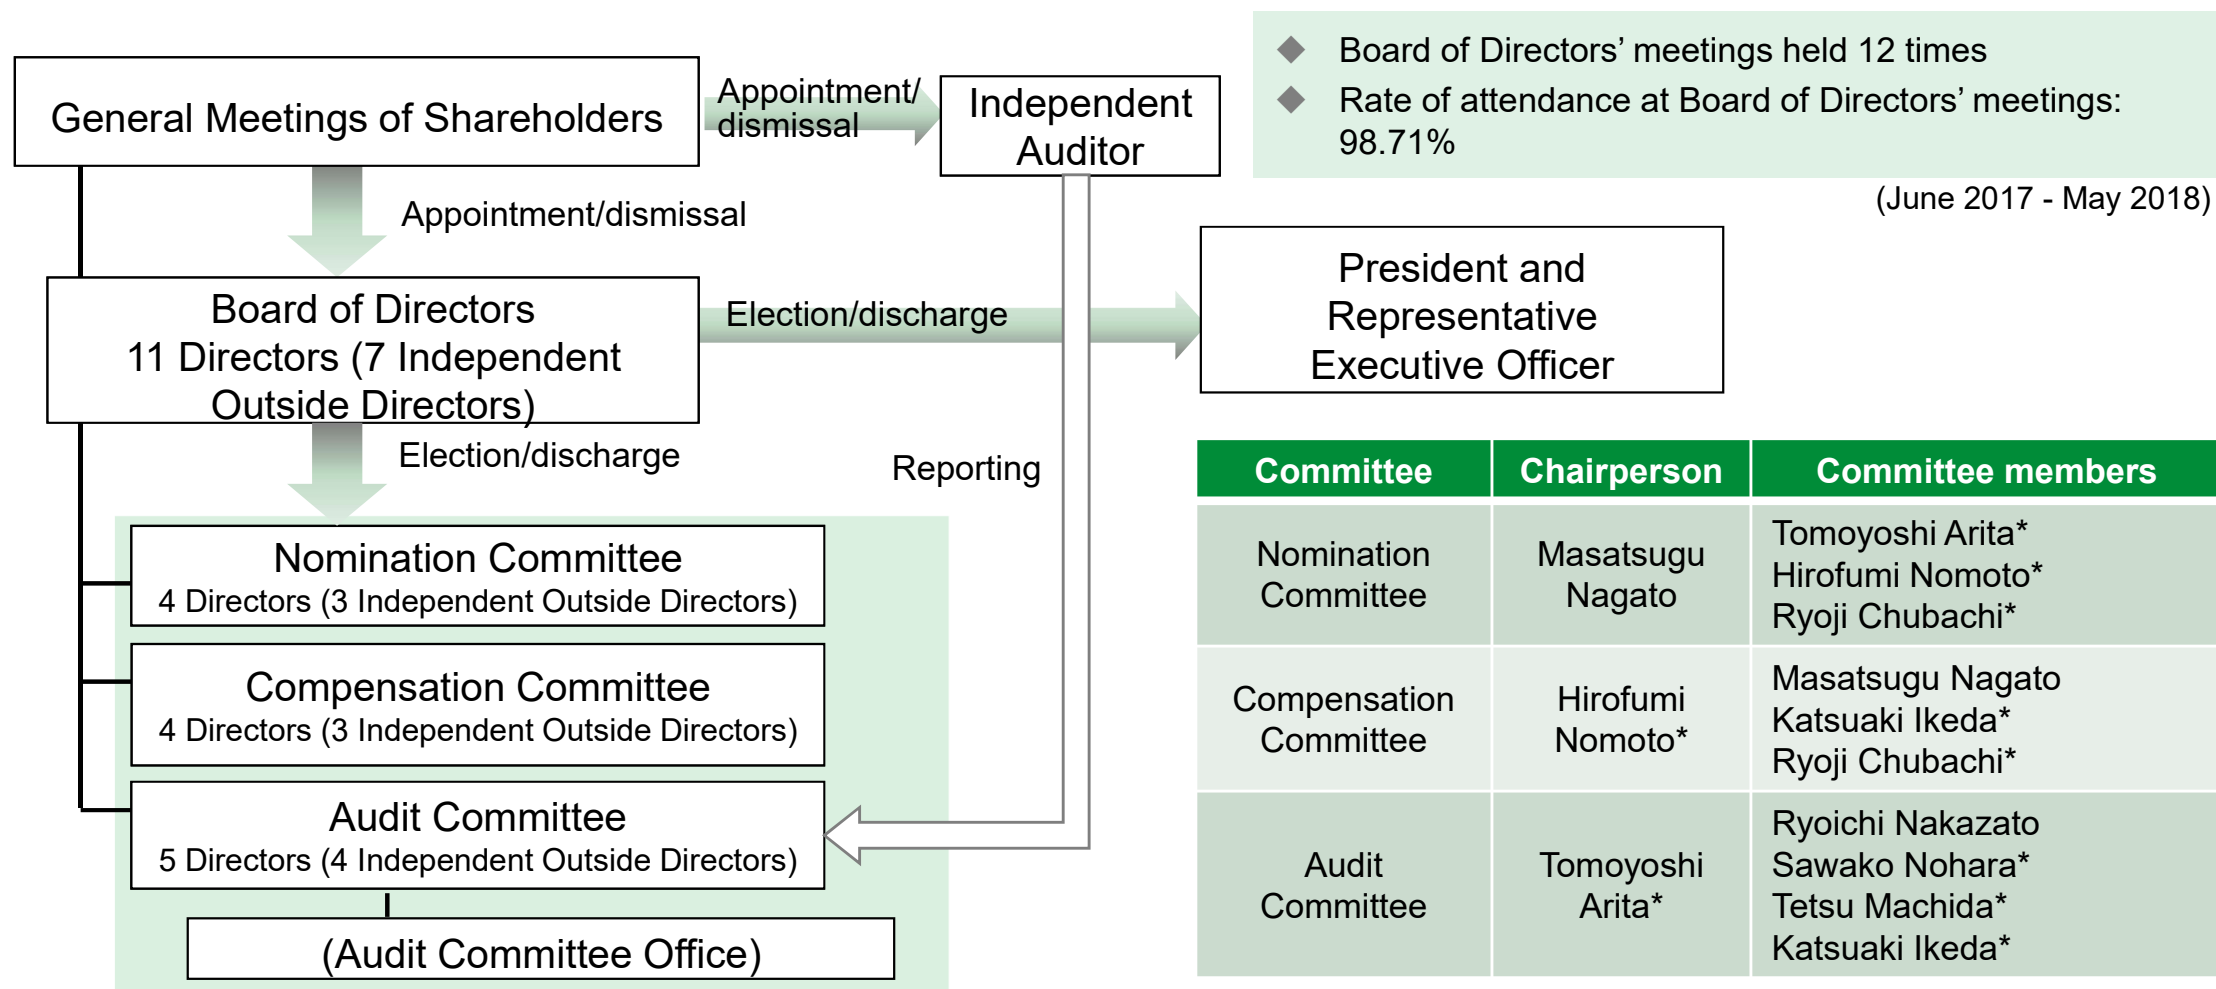 General Meetings of Shareholders
Appointment/
dismissal
Independent
Auditor
◆ Board of Directors’ meetings held 12 times
◆ Rate of attendance at Board of Directors’ meetings:
98.71%
(June 2017 - May 2018)
Appointment/dismissal
Board of Directors
11 Directors (7 Independent
Outside Directors)
Election/discharge
President and
Representative
Executive Officer
Election/discharge
Reporting
Nomination Committee
4 Directors (3 Independent Outside Directors)
Compensation Committee
4 Directors (3 Independent Outside Directors)
Audit Committee
5 Directors (4 Independent Outside Directors)
(Audit Committee Office)
Committee
Chairperson
Committee members
Nomination
Committee
Masatsugu
Nagato
Tomoyoshi Arita*
Hirofumi Nomoto*
Ryoji Chubachi*
Compensation
Committee
Hirofumi
Nomoto*
Masatsugu Nagato
Katsuaki Ikeda*
Ryoji Chubachi*
Audit
Committee
Tomoyoshi
Arita*
Ryoichi Nakazato
Sawako Nohara*
Tetsu Machida*
Katsuaki Ikeda*